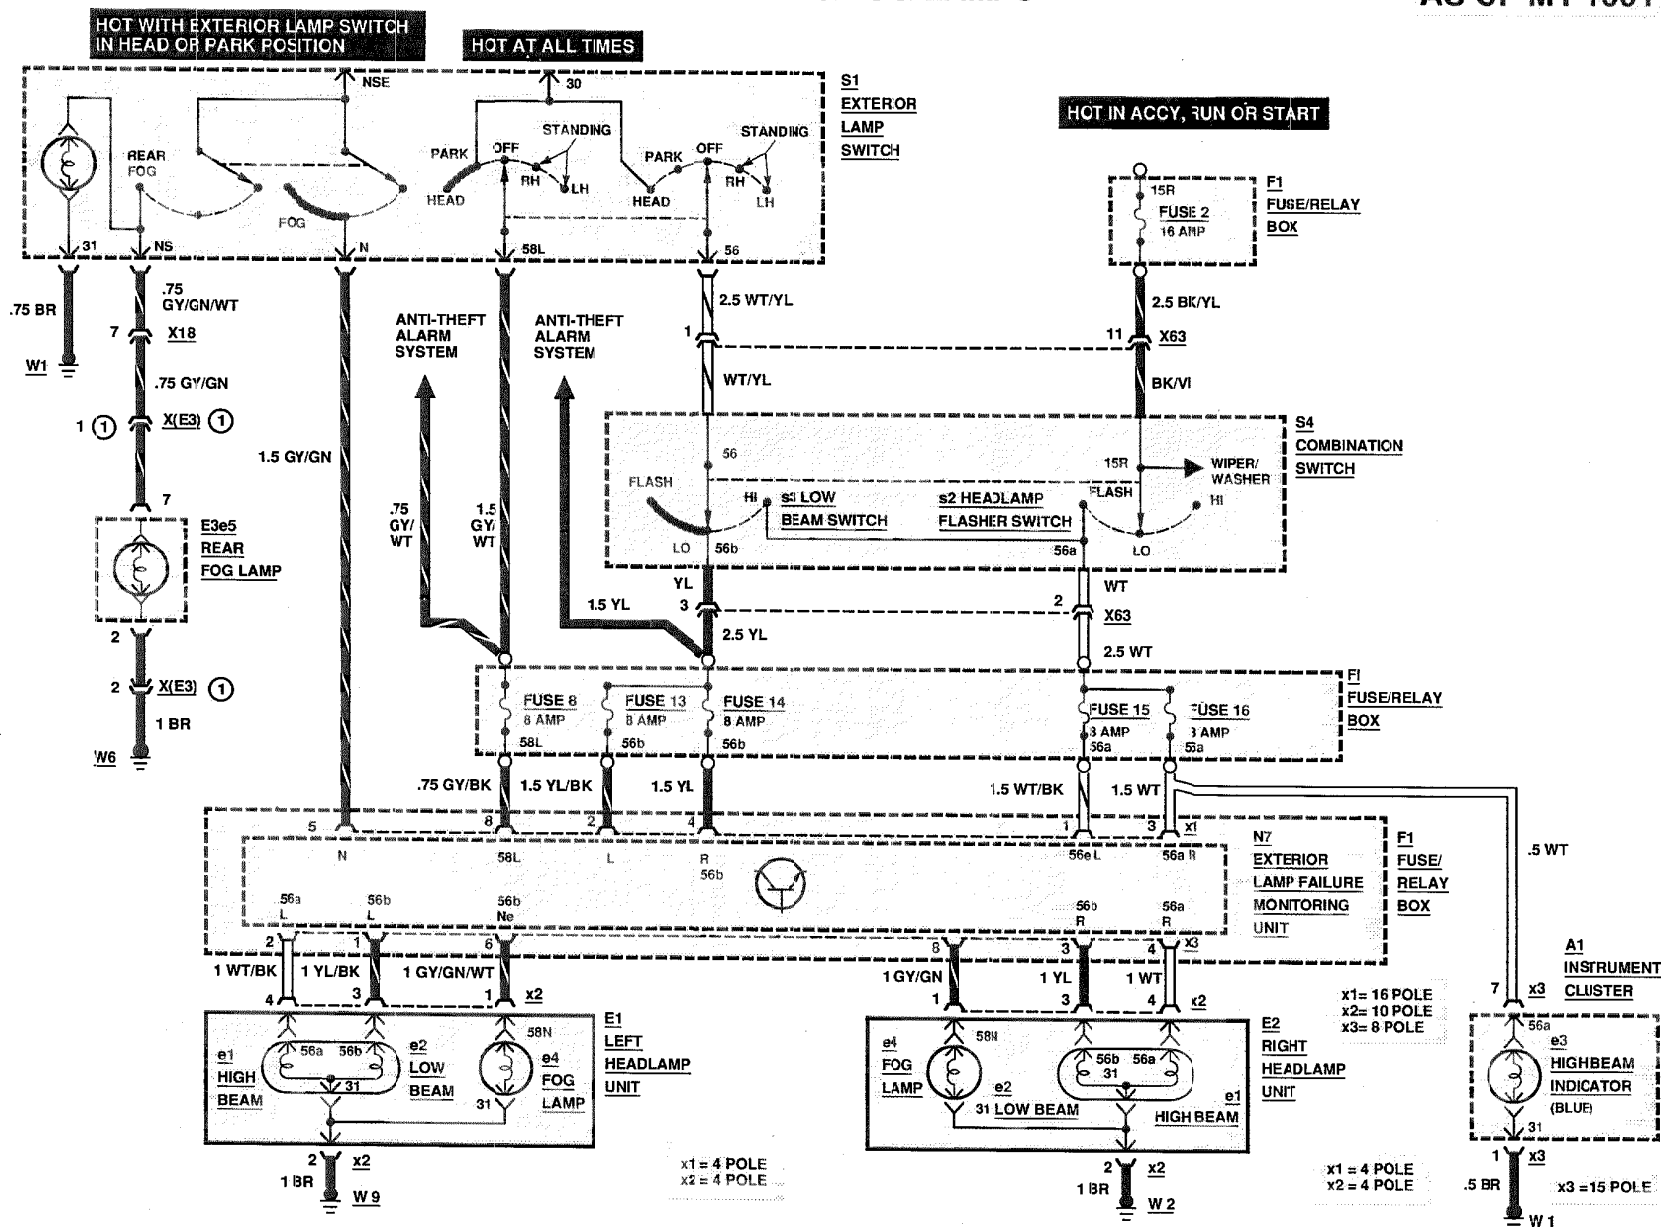 HOT WITH EXTERIOR LAMP SWITCH
IN HEAD OR PARK POSITION
HOT AT ALL TIMES
NSE
30
S1
EXTERIOR
LAMP
SWITCH
HOT IN ACCY, RUN OR START
REAR
FOG
FOG
PARK
OFF
STANDING
RH
LH
HEAD
PARK
OFF
STANDING
RH
LH
HEAD
31
NS
N
58L
56
15R
FUSE 2
16 AMP
F1
FUSE/RELAY
BOX
.75 BR
W1
.75
GY/GN/WT
7
X18
.75 GY/GN
1
1
X(E3)
1
7
E3e5
REAR
FOG LAMP
2
2
X(E3)
1
1 BR
W6
1.5 GY/GN
ANTI-THEFT
ALARM
SYSTEM
ANTI-THEFT
ALARM
SYSTEM
2.5 WT/YL
1
WT/YL
2.5 BK/YL
11
X63
BK/VI
S4
COMBINATION
SWITCH
56
FLASH
HI
LO
56b
s1 LOW
BEAM SWITCH
s2 HEADLAMP
FLASHER SWITCH
15R
WIPER/
WASHER
FLASH
HI
LO
56a
.75
GY/
WT
1.5
GY/
WT
1.5 YL
YL
3
2.5 YL
WT
2
X63
2.5 WT
FUSE 8
8 AMP
58L
FUSE 13
8 AMP
56b
FUSE 14
8 AMP
56b
FUSE 15
8 AMP
56a
FUSE 16
AMP
F1
FUSE/RELAY
BOX
.75 GY/BK
1.5 YL/BK
1.5 YL
1.5 WT/BK
1.5 WT
.5 WT
5
8
2
4
1
3
x1
N
58L
L
R
56b
56a L
56a R
N7
EXTERIOR
LAMP FAILURE
MONITORING
UNIT
F1
FUSE/
RELAY
BOX
56a
L
56b
L
56b
Ne
56b
R
56a
R
2
1
6
8
3
4
x3
1 WT/BK
1 YL/BK
1 GY/GN/WT
1 GY/GN
1 YL
1 WT
4
3
1
x2
1
3
4
x2
x1= 16 POLE
x2= 10 POLE
x3= 8 POLE
A1
INSTRUMENT
CLUSTER
7
x3
56a
e3
HIGHBEAM
INDICATOR
(BLUE)
31
1
x3
.5 BR
W 1
x3 =15 POLE
e1
HIGH
BEAM
56a
56b
31
e2
LOW
BEAM
58N
e4
FOG
LAMP
31
E1
LEFT
HEADLAMP
UNIT
2
x2
1 BR
W 9
x1 = 4 POLE
x2 = 4 POLE
e4
FOG
LAMP
58N
31
e2
LOW BEAM
56b
56a
31
e1
HIGH BEAM
E2
RIGHT
HEADLAMP
UNIT
2
x2
1 BR
W 2
x1 = 4 POLE
x2 = 4 POLE